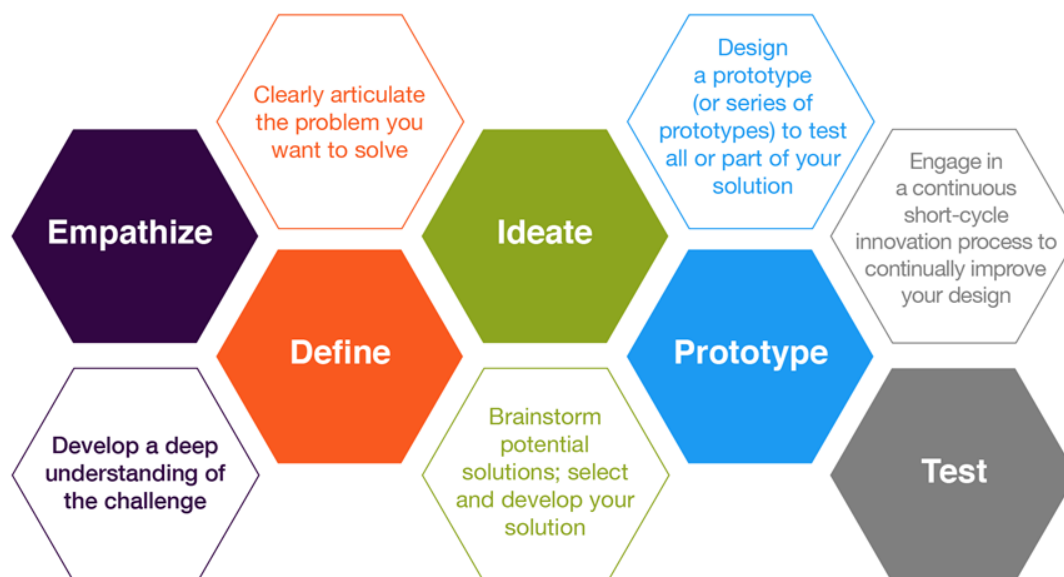 Empathize
Develop a deep
understanding of
the challenge
Clearly articulate
the problem you
want to solve
Define
Ideate
Brainstorm
potential
solutions; select
and develop your
solution
Design
a prototype
(or series of
prototypes) to test
all or part of your
solution
Prototype
Engage in
a continuous
short-cycle
innovation process to
continually improve
your design
Test